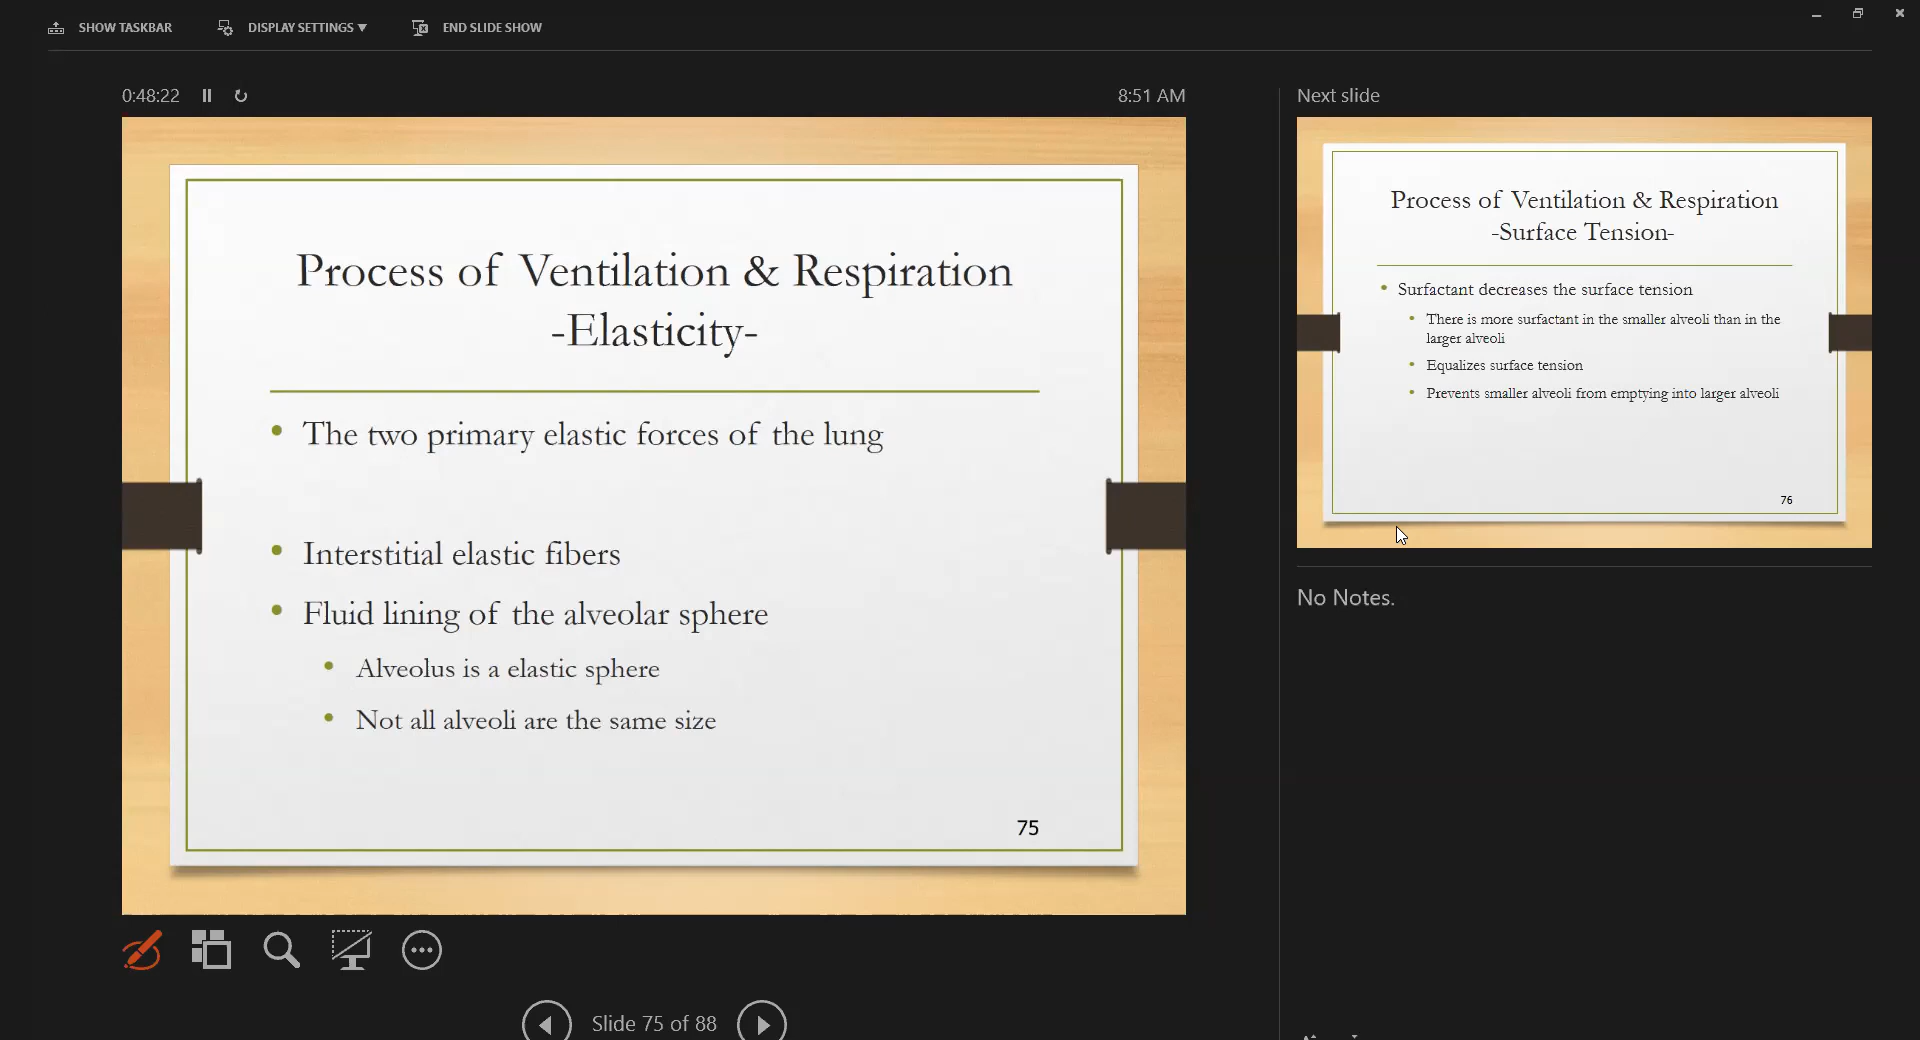 SHOW TASKBAR
DISPLAY SETTINGS
END SLIDE SHOW
0:48:22
8:51 AM
Process of Ventilation & Respiration
-Elasticity-
The two primary elastic forces of the lung
Interstitial elastic fibers
Fluid lining of the alveolar sphere
Alveolus is a elastic sphere
Not all alveoli are the same size
75
Slide 75 of 88
Next slide
Process of Ventilation & Respiration
-Surface Tension-
Surfactant decreases the surface tension
There is more surfactant in the smaller alveoli than in the
larger alveoli
Equalizes surface tension
Prevents smaller alveoli from emptying into larger alveoli
76
No Notes.